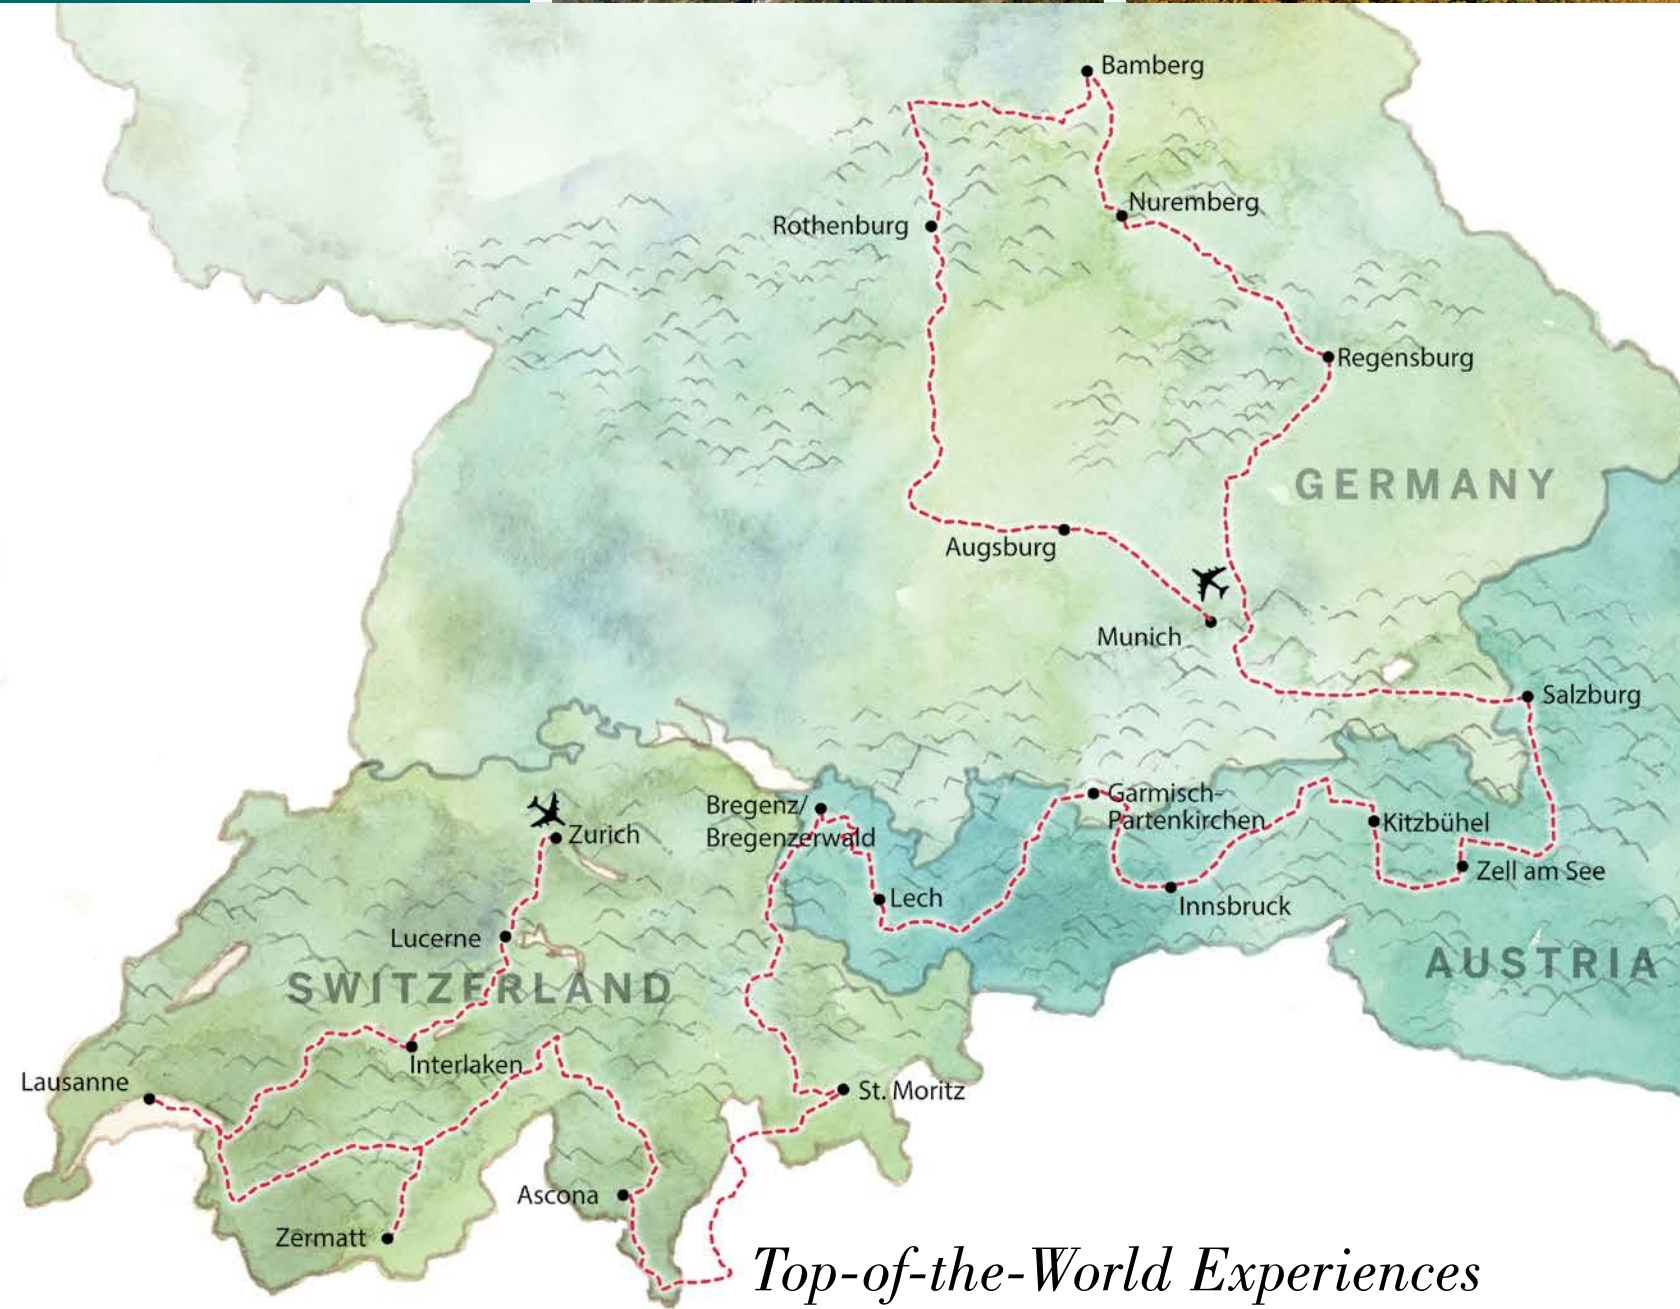 Bamberg
Nuremberg
Rothenburg
Regensburg
GERMANY
Augsburg
Munich
Salzburg
Bregenz/
Bregenzerwald
Garmisch-
Partenkirchen
Zurich
Kitzbühel
Zell am See
Lech
Innsbruck
Lucerne
AUSTRIA
SWITZERLAND
Interlaken
Lausanne
St. Moritz
Ascona
Zermatt
Top-of-the-World Experiences